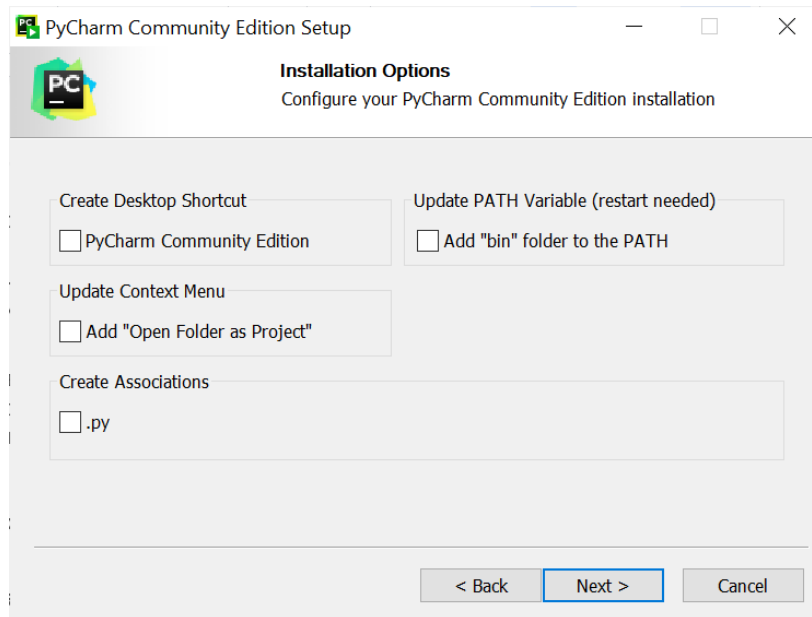 PyCharm Community Edition Setup
PC
Installation Options
Configure your PyCharm Community Edition installation
Create Desktop Shortcut
PyCharm Community Edition
Update PATH Variable (restart needed)
Add "bin" folder to the PATH
Update Context Menu
Add "Open Folder as Project"
Create Associations
.py
< Back
Next >
Cancel